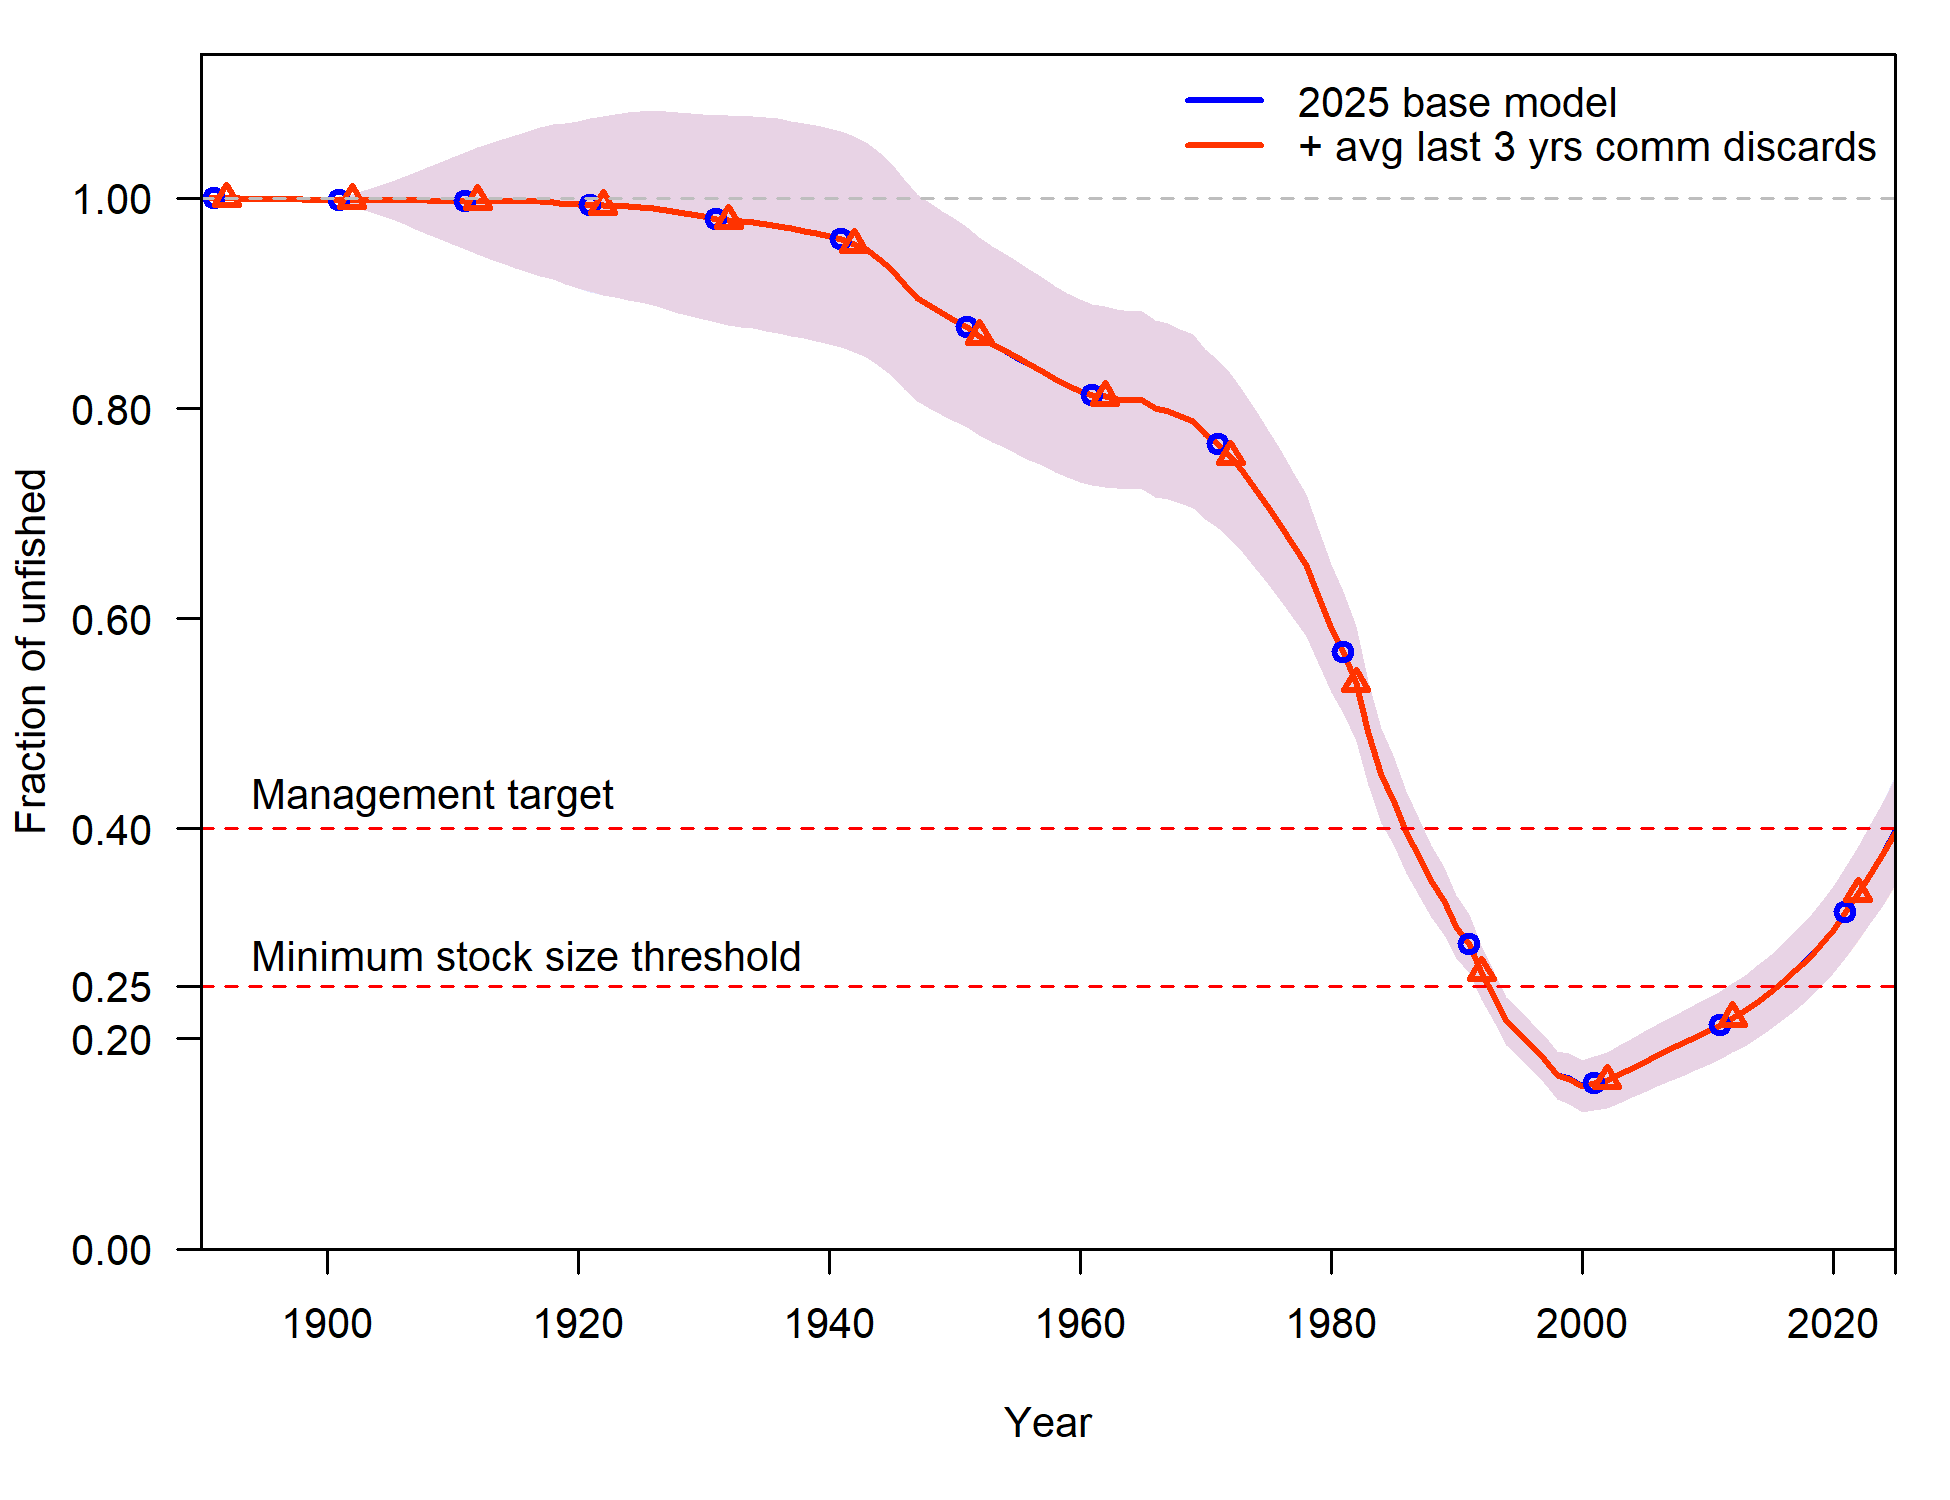 2025 base model
+ avg last 3 yrs comm discards
1.00
0.80
0.60
0.40
0.25
0.20
0.00
Fraction of unfished
Management target
Minimum stock size threshold
1900 1920 1940 1960 1980 2000 2020
Year